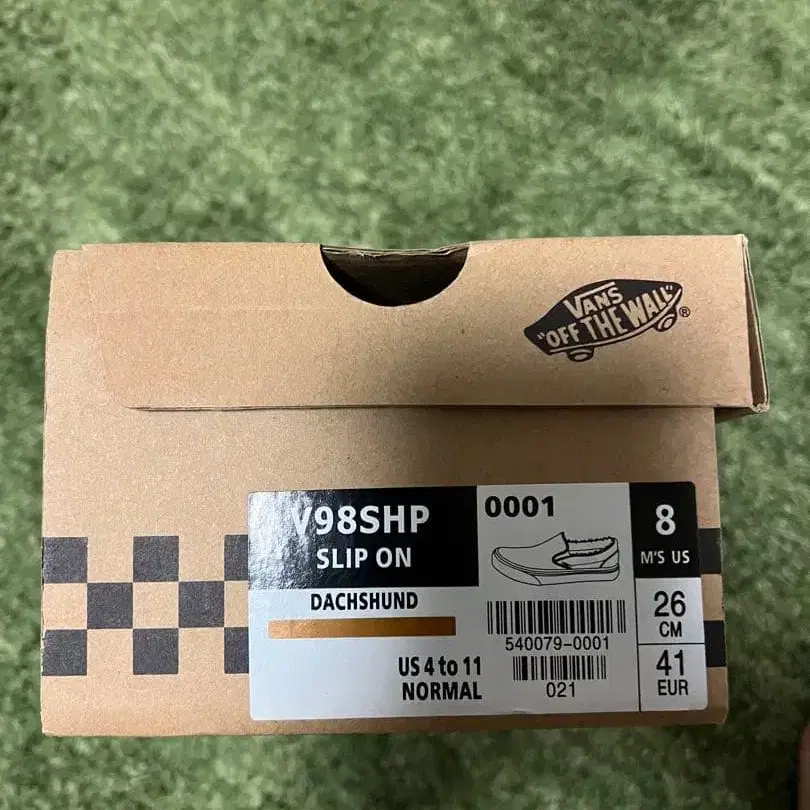 VANS
"OFF THE WALL"®
V98SHP
SLIP ON
0001
8
M'S US
DACHSHUND
26
CM
540079-0001
US 4 to 11
NORMAL
021
41
EUR